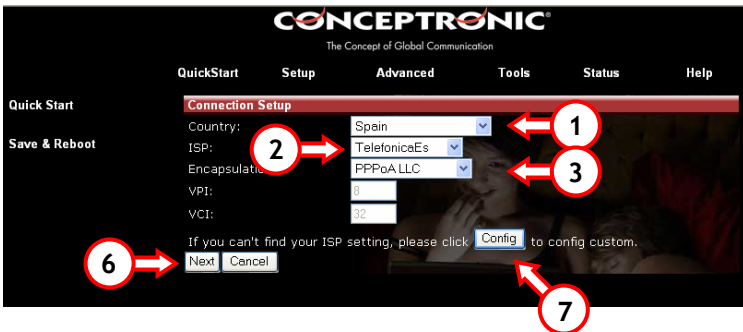 CONCEPTRONIC®
The Concept of Global Communication
QuickStart Setup Advanced Tools Status Help
Quick Start
Save & Reboot
Connection Setup
Country: Spain 1
ISP: 2 TelefonicaEs
Encapsulatio PPPoA LLC 3
VPI: 8
VCI: 32
If you can't find your ISP setting, please click Config to config custom.
6 Next Cancel
7